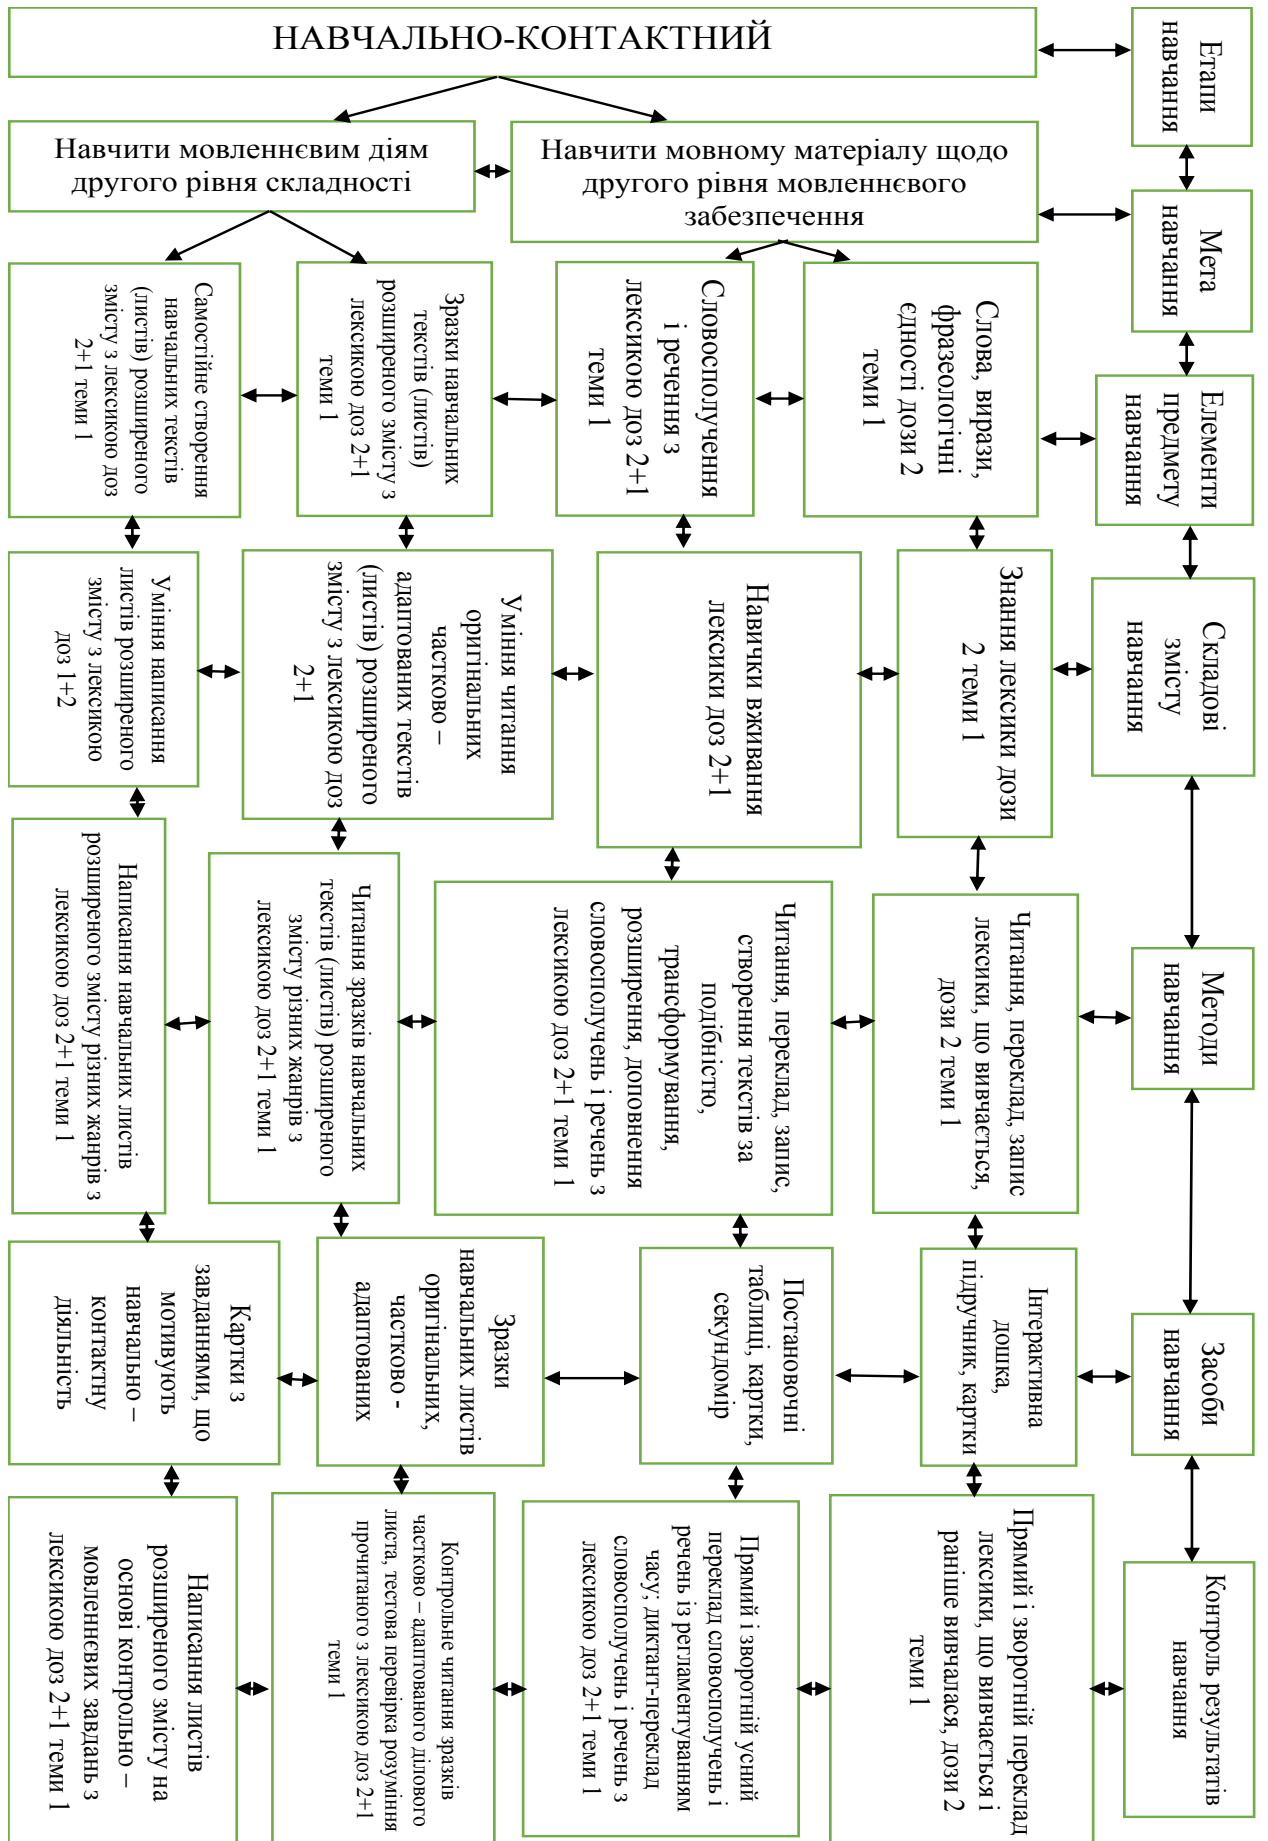 НАВЧАЛЬНО-КОНТАКТНИЙ
Етапи
навчання
Навчити мовленнєвим діям
другого рівня складності
Навчити мовному матеріалу щодо
другого рівня мовленнєвого
забезпечення
Мета
навчання
Самостійне створення
навчальних текстів
(листів) розширеного
змісту з лексикою доз
2+1 теми 1
Зразки навчальних
текстів (листів)
розширеного змісту з
лексикою доз 2+1
теми 1
Словосполучення
і речення з
лексикою доз 2+1
теми 1
Слова, вирази,
фразеологічні
єдності дози 2
теми 1
Елементи
предмету
навчання
Уміння написання
листів розширеного
змісту з лексикою
доз 1+2
Уміння читання
оригінальних
частково –
адаптованих текстів
(листів) розширеного
змісту з лексикою доз
2+1
Навички вживання
лексики доз 2+1
Знання лексики дози
2 теми 1
Складові
змісту
навчання
Написання навчальних листів
розширеного змісту різних жанрів з
лексикою доз 2+1 теми 1
Читання зразків навчальних
текстів (листів) розширеного
змісту різних жанрів з
лексикою доз 2+1 теми 1
Читання, переклад, запис,
створення текстів за
подібністю,
трансформування,
розширення, доповнення
словосполучень і речень з
лексикою доз 2+1 теми 1
Читання, переклад, запис
лексики, що вивчається,
дози 2 теми 1
Методи
навчання
Картки з
завданнями, що
мотивують
навчально –
контактну
діяльність
Зразки
навчальних листів
оригінальних,
частково -
адаптованих
Постановочні
таблиці, картки,
секундомір
Інтерактивна
дошка,
підручник, картки
Засоби
навчання
Написання листів
розширеного змісту на
основі контрольно –
мовленнєвих завдань з
лексикою доз 2+1 теми 1
Контрольне читання зразків
частково – адаптованого ділового
листа, тестова перевірка розуміння
прочитаного з лексикою доз 2+1
теми 1
Прямий і зворотній усний
переклад словосполучень і
речень із регламентуванням
часу; диктант-переклад
словосполучень і речень з
лексикою доз 2+1 теми 1
Прямий і зворотній переклад
лексики, що вивчається і
раніше вивчалася, дози 2
теми 1
Контроль результатів
навчання